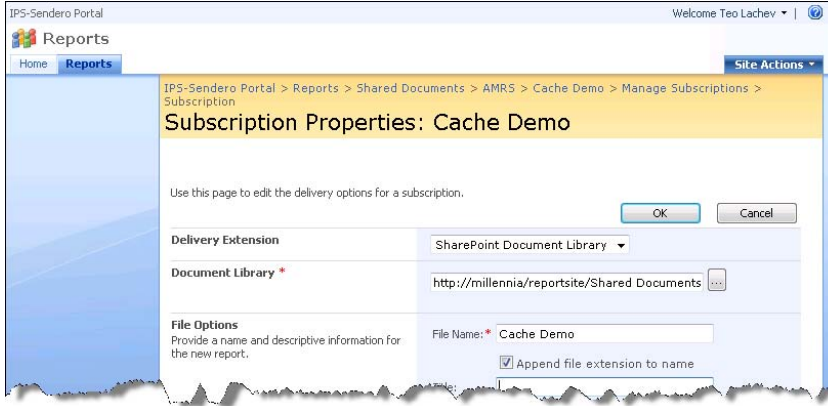 IPS-Sendero Portal
Welcome Teo Lachev
Reports
Home Reports
Site Actions
IPS-Sendero Portal > Reports > Shared Documents > AMRS > Cache Demo > Manage Subscriptions >
Subscription
Subscription Properties: Cache Demo
Use this page to edit the delivery options for a subscription.
OK Cancel
Delivery Extension
SharePoint Document Library
Document Library *
http://millennia/reportsite/Shared Documents ...
File Options
Provide a name and descriptive information for
the new report.
File Name:* Cache Demo
Append file extension to name